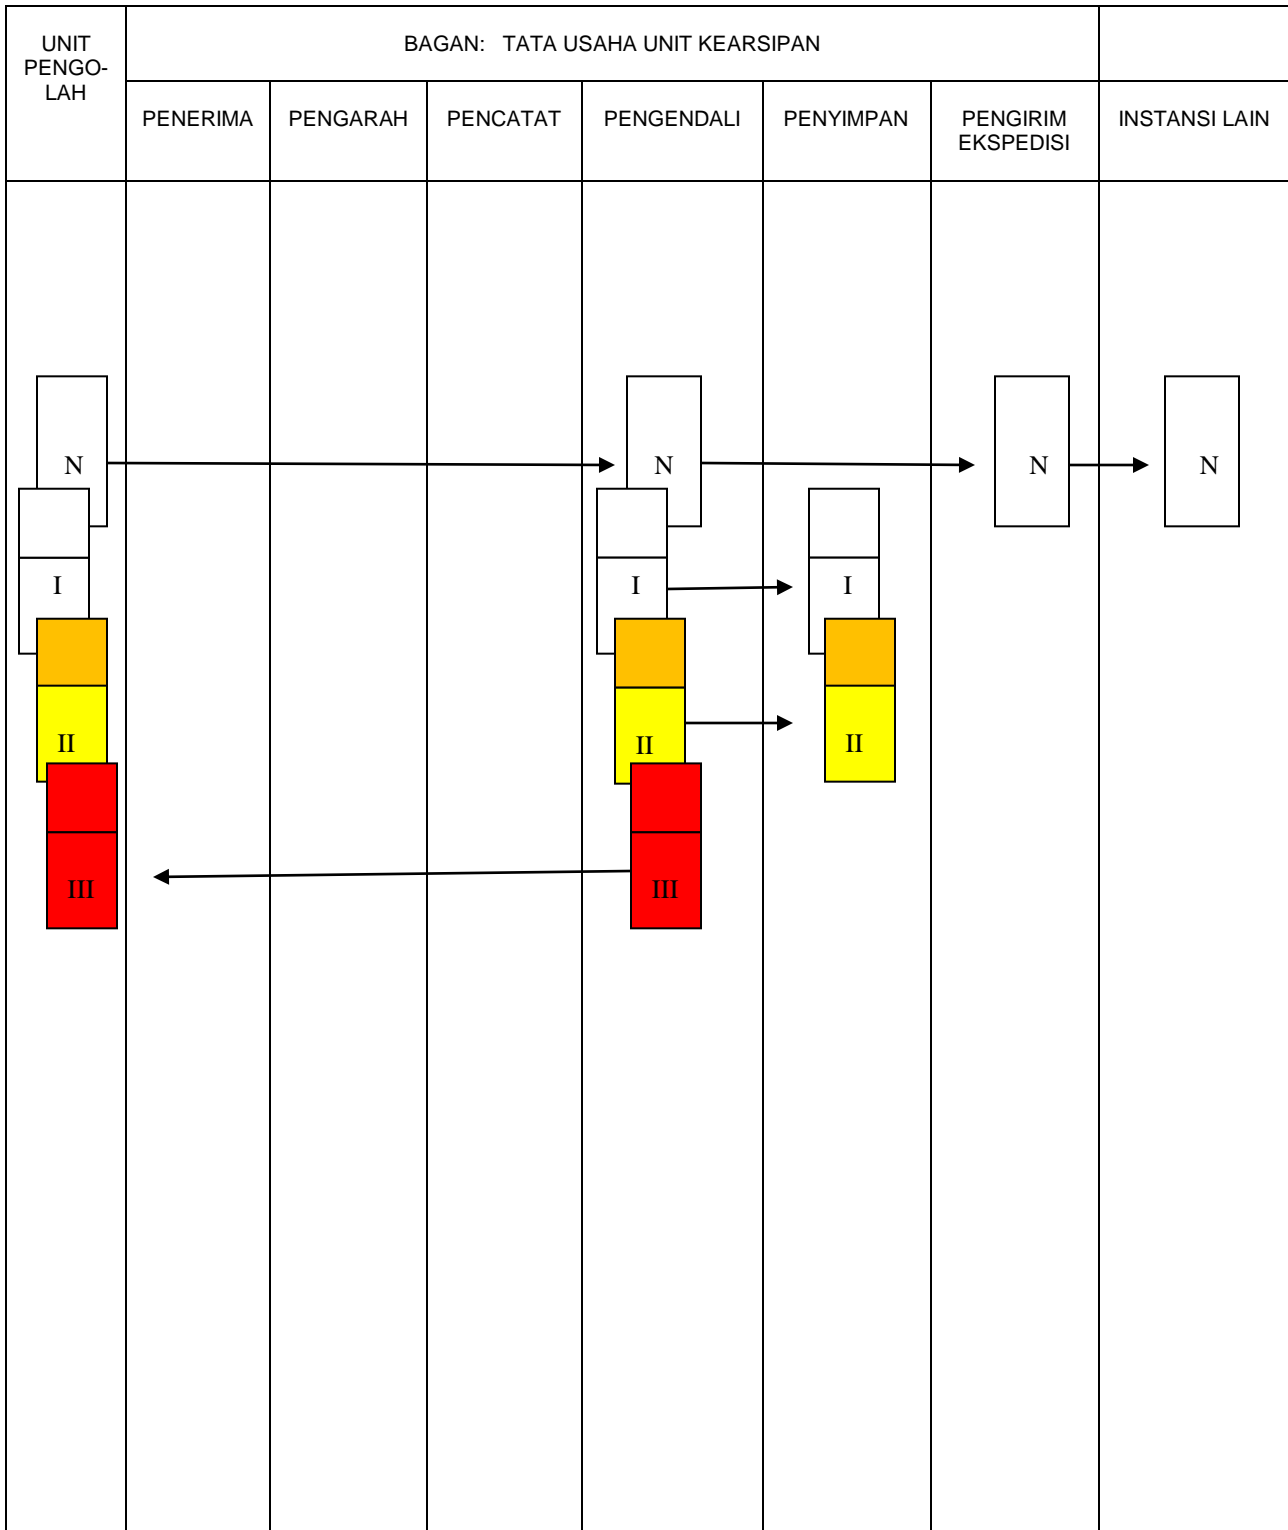 UNIT
PENGO-
LAH
BAGAN: TATA USAHA UNIT KEARSIPAN
PENERIMA
PENGARAH
PENCATAT
PENGENDALI
PENYIMPAN
PENGIRIM
EKSPEDISI
INSTANSI LAIN
N
N
N
N
I
I
I
II
II
II
III
III